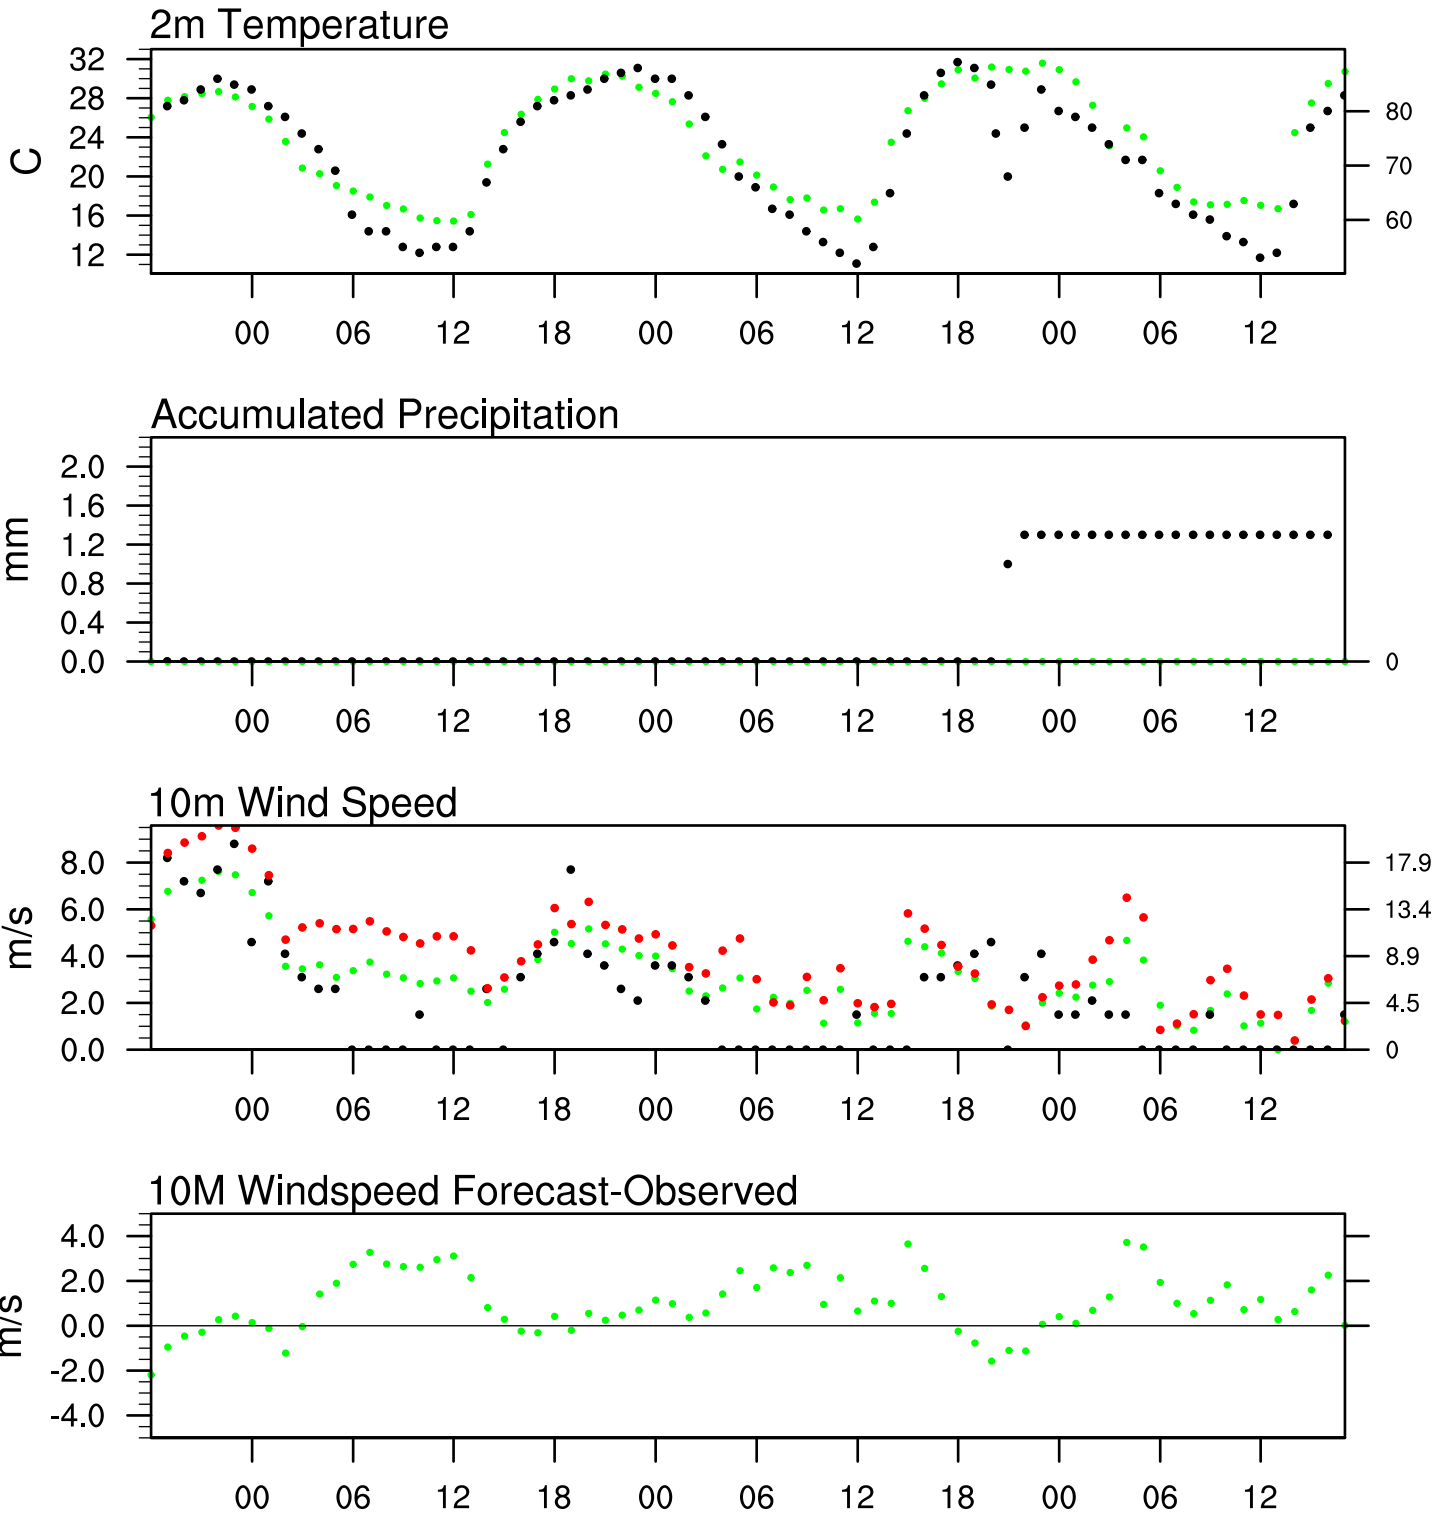 2m Temperature
32
28
24
20
16
12
C
80
70
60
00 06 12 18 00 06 12 18 00 06 12
Accumulated Precipitation
2.0
1.6
1.2
0.8
0.4
0.0
mm
0
00 06 12 18 00 06 12 18 00 06 12
10m Wind Speed
8.0
6.0
4.0
2.0
0.0
m/s
17.9
13.4
8.9
4.5
0
00 06 12 18 00 06 12 18 00 06 12
10M Windspeed Forecast-Observed
4.0
2.0
0.0
-2.0
-4.0
m/s
00 06 12 18 00 06 12 18 00 06 12